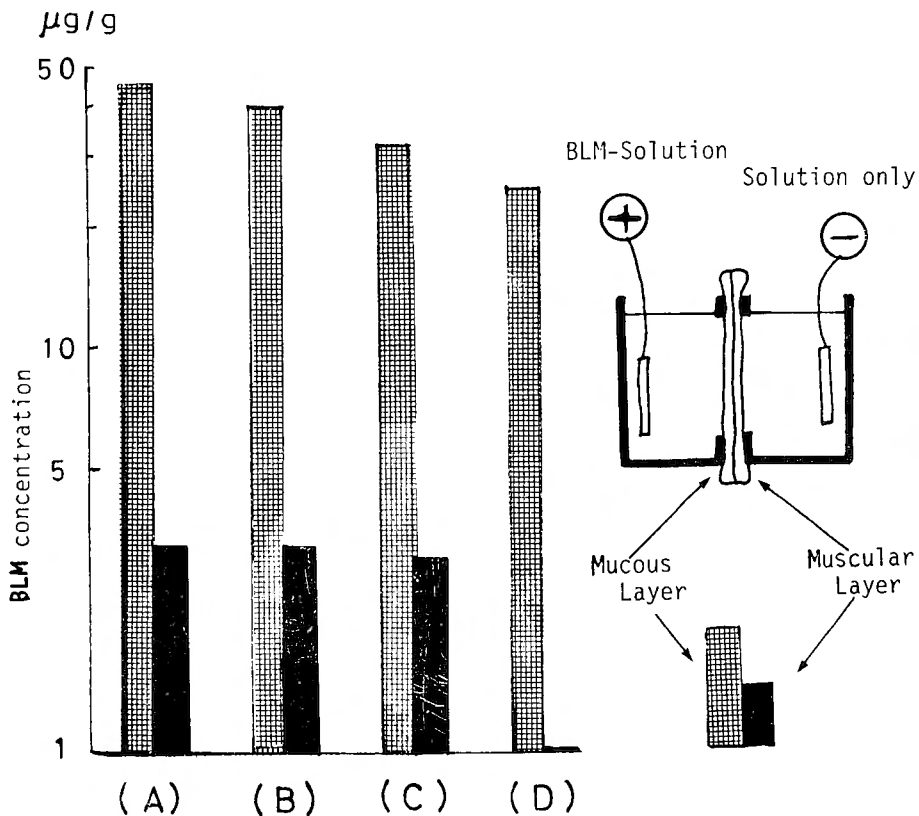 μg/g
50
10
5
1
BLM concentration
(A) (B) (C) (D)
BLM-Solution
Solution only
+
−
Mucous
Layer
Muscular
Layer